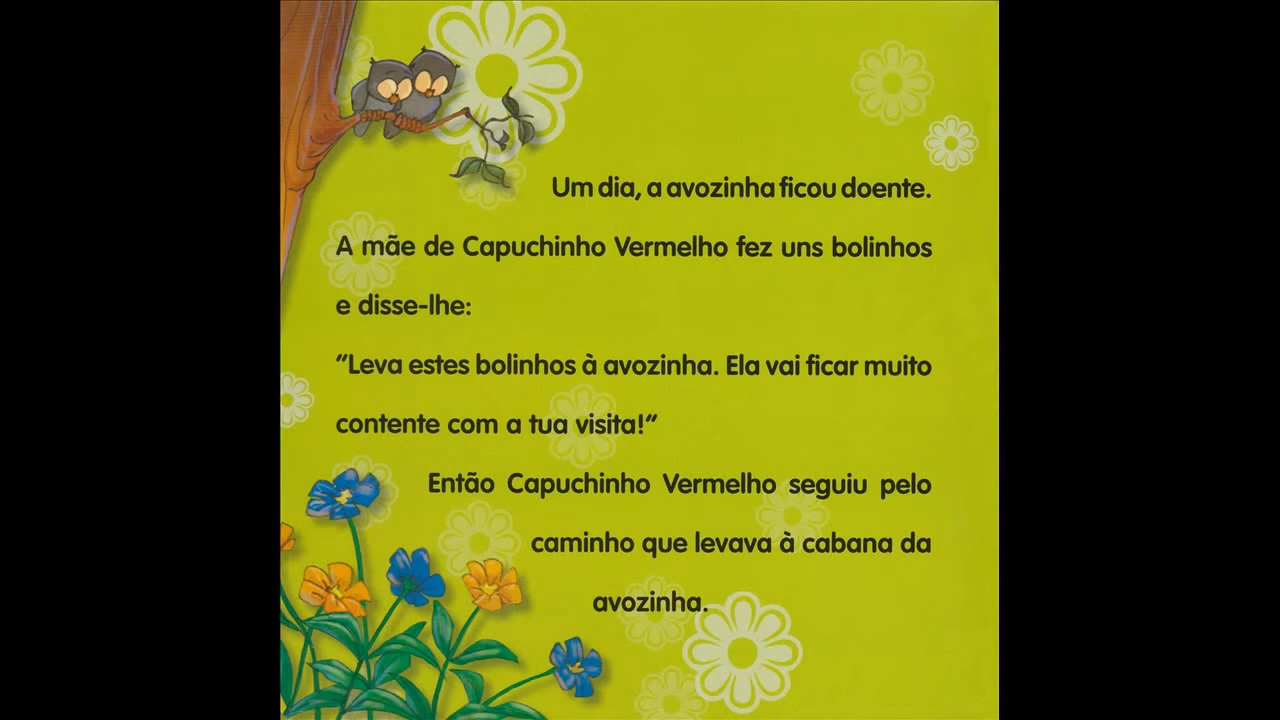 Um dia, a avozinha ficou doente.
A mãe de Capuchinho Vermelho fez uns bolinhos
e disse-lhe:
“Leva estes bolinhos à avozinha. Ela vai ficar muito
contente com a tua visita!”
Então Capuchinho Vermelho seguiu pelo
caminho que levava à cabana da
avozinha.